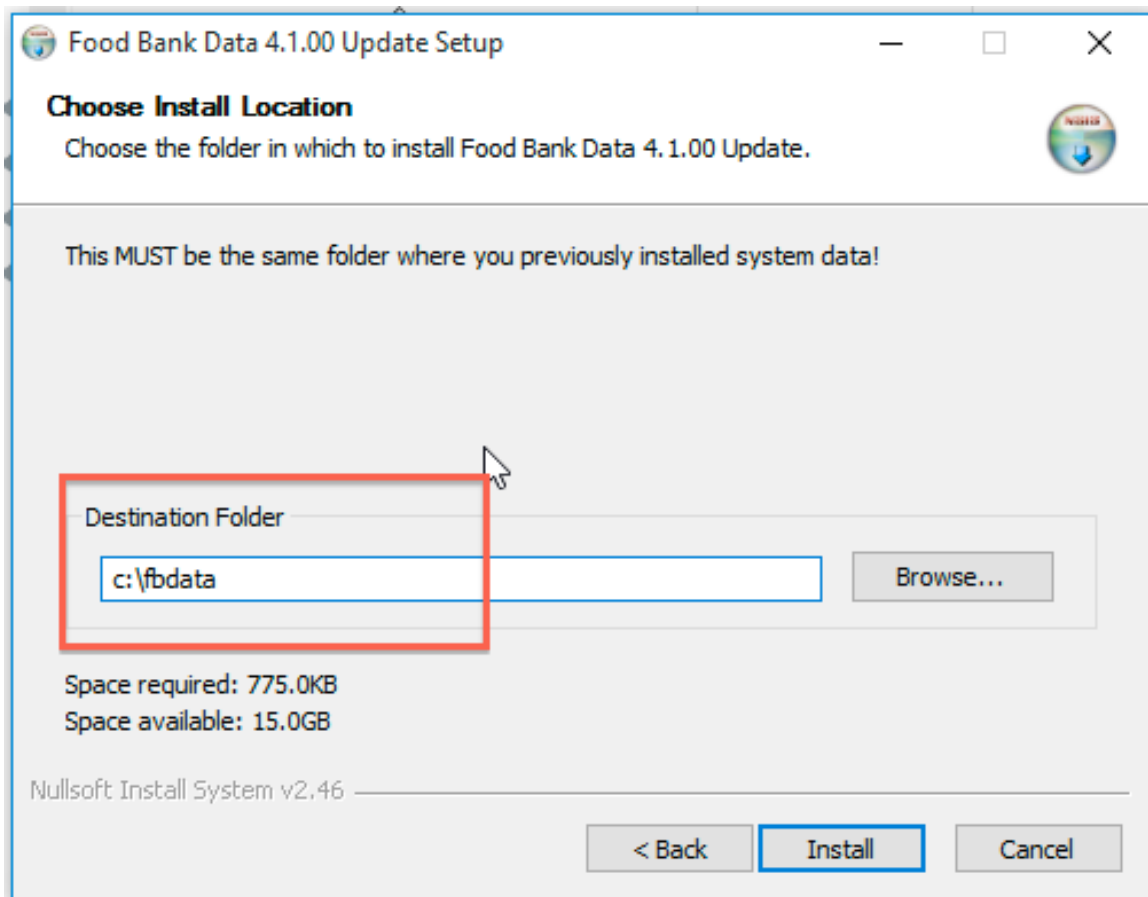 Food Bank Data 4.1.00 Update Setup
Choose Install Location
Choose the folder in which to install Food Bank Data 4.1.00 Update.
This MUST be the same folder where you previously installed system data!
Destination Folder
c:\fbdata
Browse...
Space required: 775.0KB
Space available: 15.0GB
Nullsoft Install System v2.46
< Back
Install
Cancel